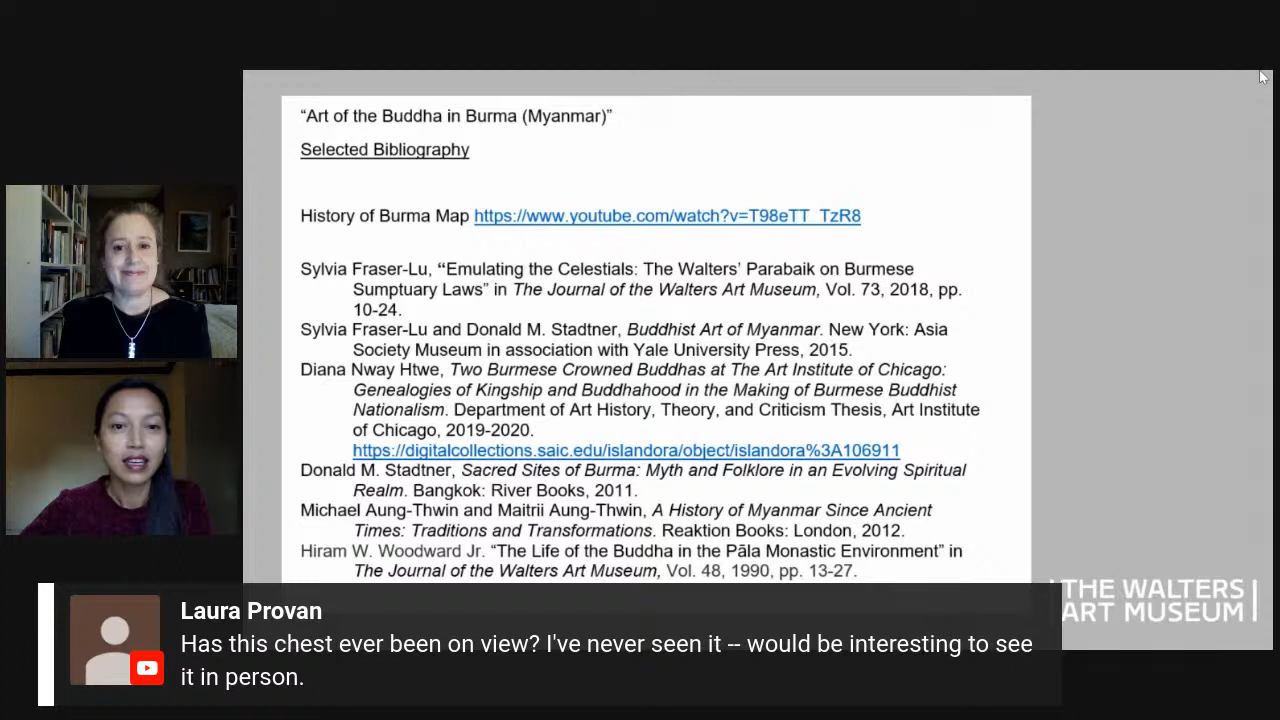 “Art of the Buddha in Burma (Myanmar)”
Selected Bibliography
History of Burma Map https://www.youtube.com/watch?v=T98eTT_TzR8
Sylvia Fraser-Lu, “Emulating the Celestials: The Walters’ Parabaik on Burmese
Sumptuary Laws” in The Journal of the Walters Art Museum, Vol. 73, 2018, pp.
10-24.
Sylvia Fraser-Lu and Donald M. Stadtner, Buddhist Art of Myanmar. New York: Asia
Society Museum in association with Yale University Press, 2015.
Diana Nway Htwe, Two Burmese Crowned Buddhas at The Art Institute of Chicago:
Genealogies of Kingship and Buddhahood in the Making of Burmese Buddhist
Nationalism. Department of Art History, Theory, and Criticism Thesis, Art Institute
of Chicago, 2019-2020.
https://digitalcollections.saic.edu/islandora/object/islandora%3A106911
Donald M. Stadtner, Sacred Sites of Burma: Myth and Folklore in an Evolving Spiritual
Realm. Bangkok: River Books, 2011.
Michael Aung-Thwin and Maitrii Aung-Thwin, A History of Myanmar Since Ancient
Times: Traditions and Transformations. Reaktion Books: London, 2012.
Hiram W. Woodward Jr. “The Life of the Buddha in the Pāla Monastic Environment” in
The Journal of the Walters Art Museum, Vol. 48, 1990, pp. 13-27.
THE WALTERS
ART MUSEUM
Laura Provan
Has this chest ever been on view? I've never seen it -- would be interesting to see
it in person.